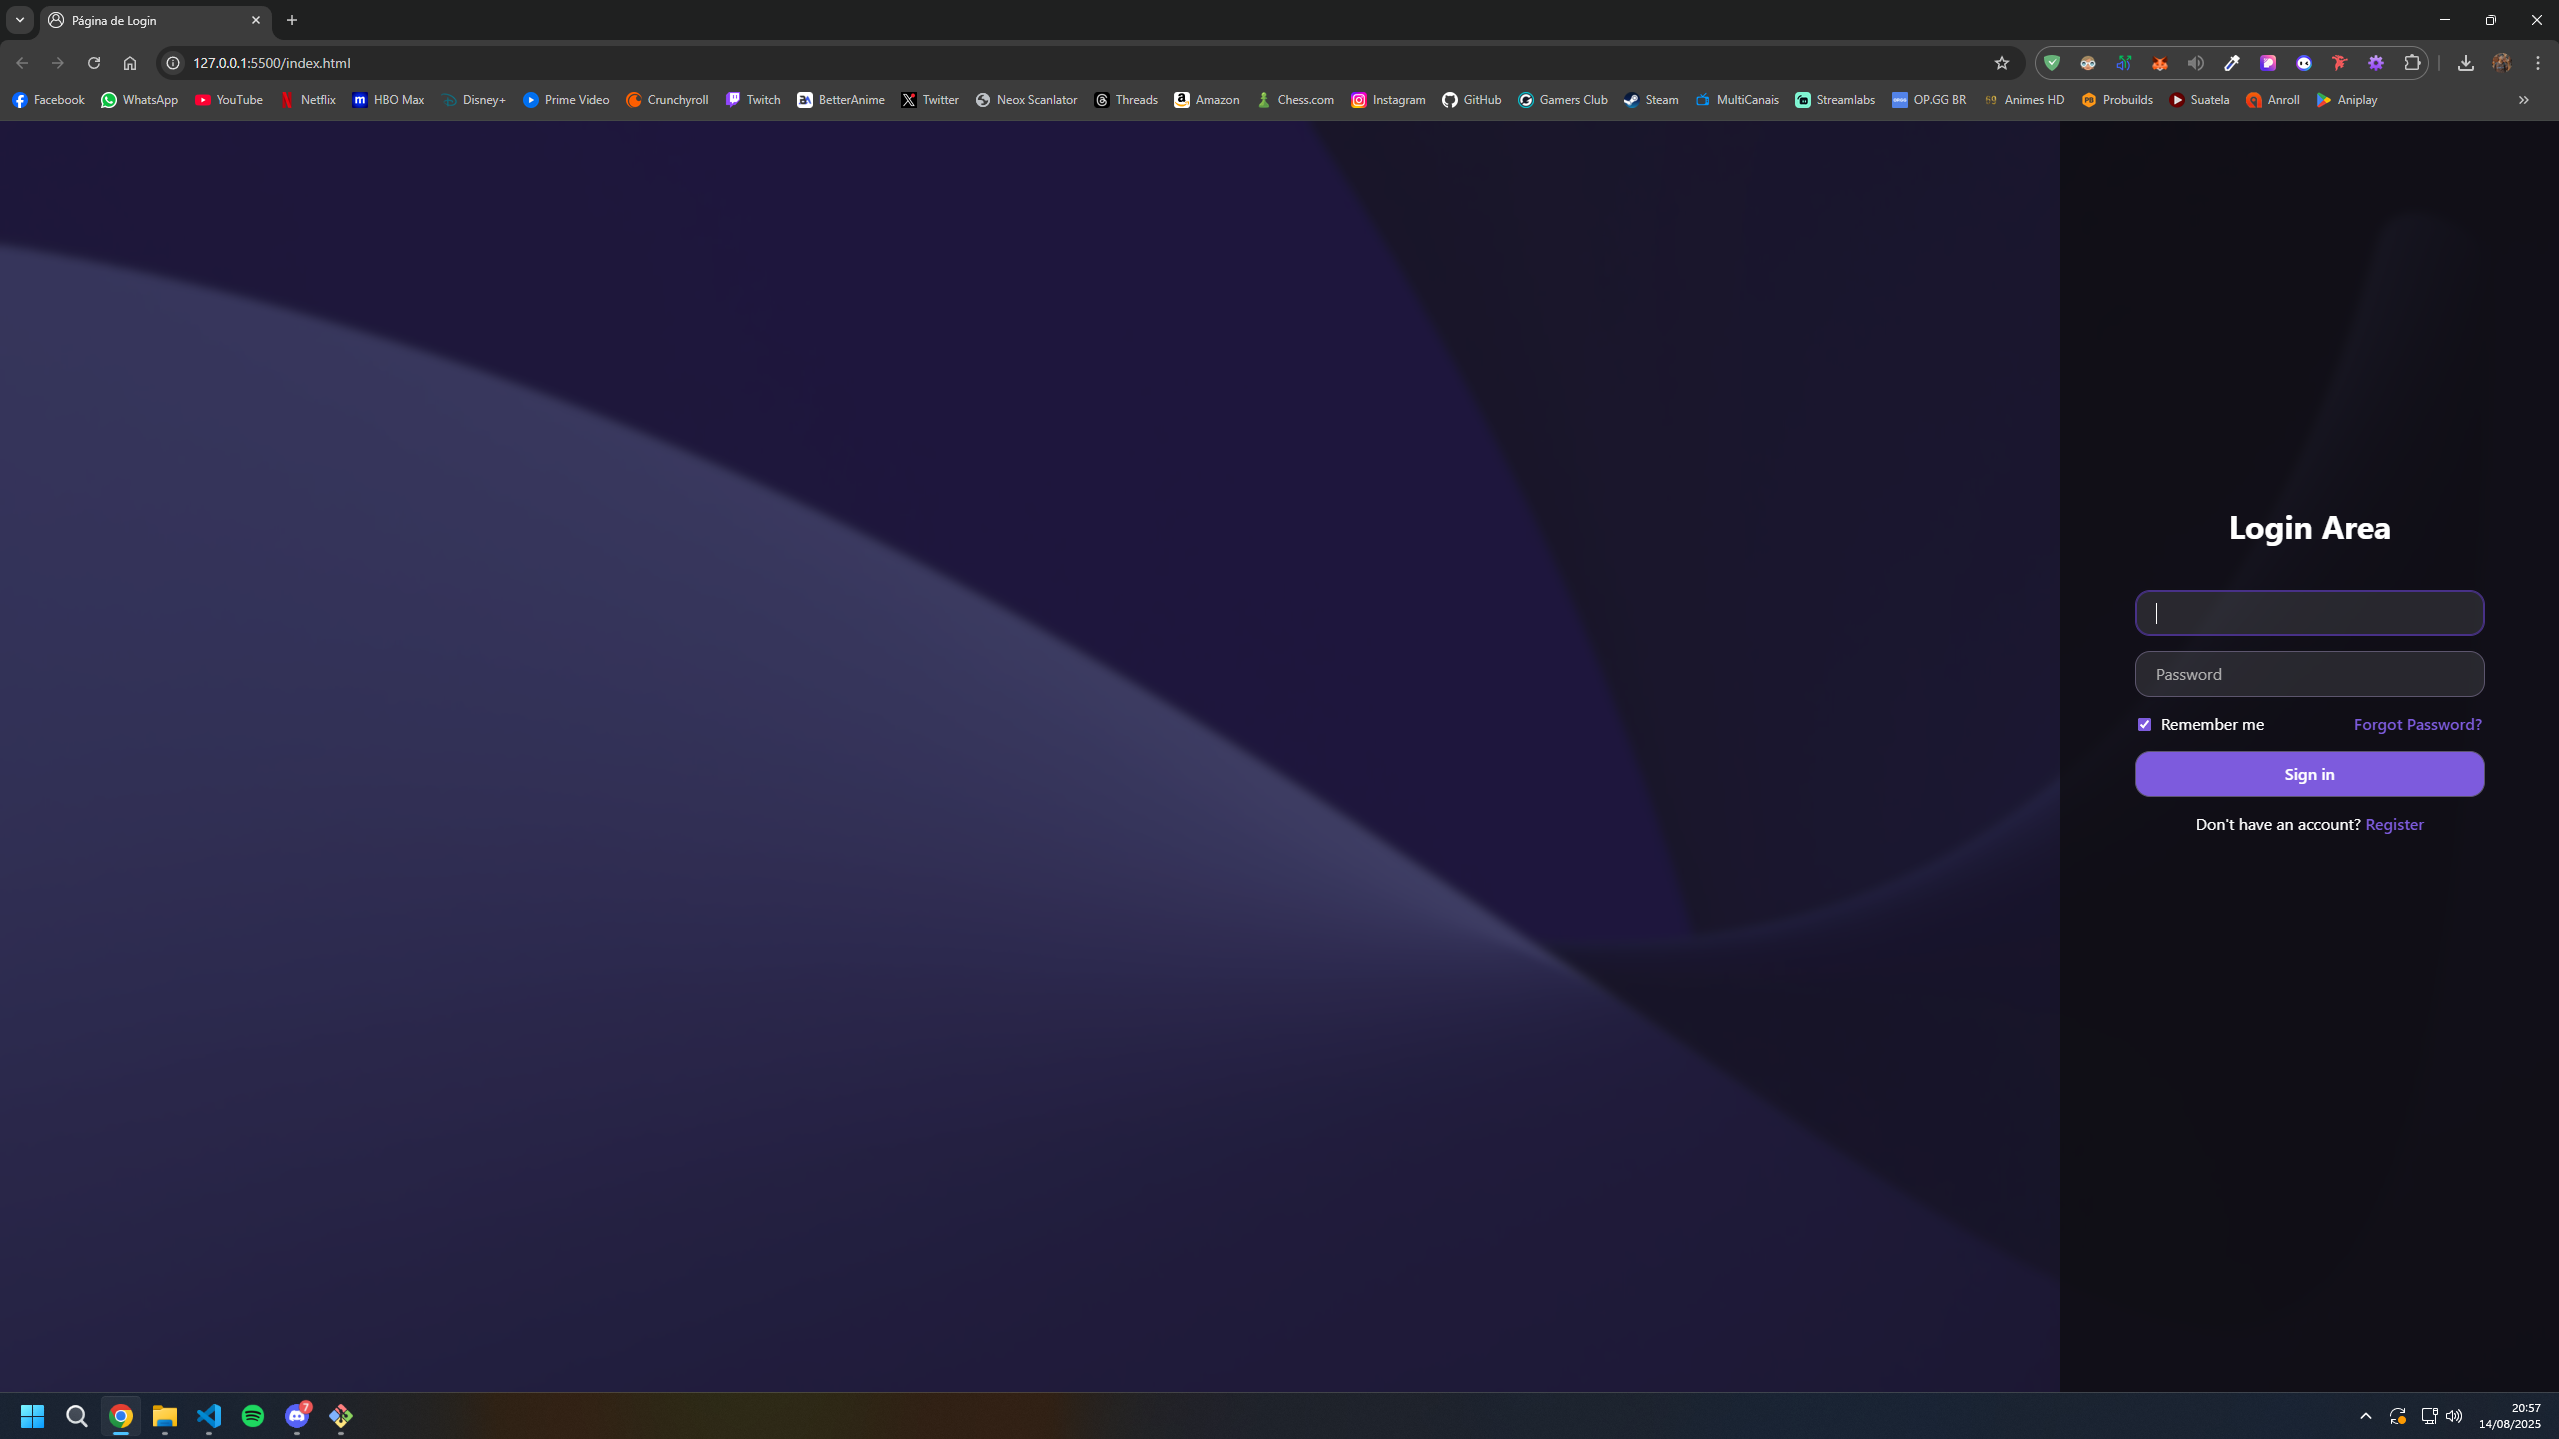 Página de Login
127.0.0.1:5500/index.html
Facebook WhatsApp YouTube Netflix HBO Max Disney+ Prime Video Crunchyroll Twitch BetterAnime Twitter Neox Scanlator Threads Amazon Chess.com Instagram GitHub Gamers Club Steam MultiCanais Streamlabs OP.GG BR Animes HD Probuilds Suatela Anroll Aniplay
Login Area
Password
Remember me Forgot Password?
Sign in
Don't have an account? Register
7
20:57
14/08/2025